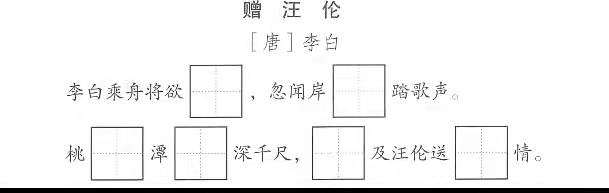 赠 汪 伦
[唐]李白
李白乘舟将欲 ，忽闻岸 踏歌声。
桃 潭 深千尺， 及汪伦送 情。